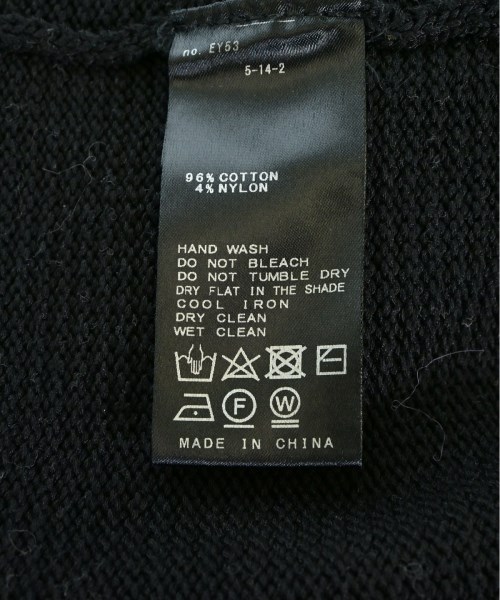 no. EY53
5-14-2
96% COTTON
4% NYLON
HAND WASH
DO NOT BLEACH
DO NOT TUMBLE DRY
DRY FLAT IN THE SHADE
COOL IRON
DRY CLEAN
WET CLEAN
F W
MADE IN CHINA